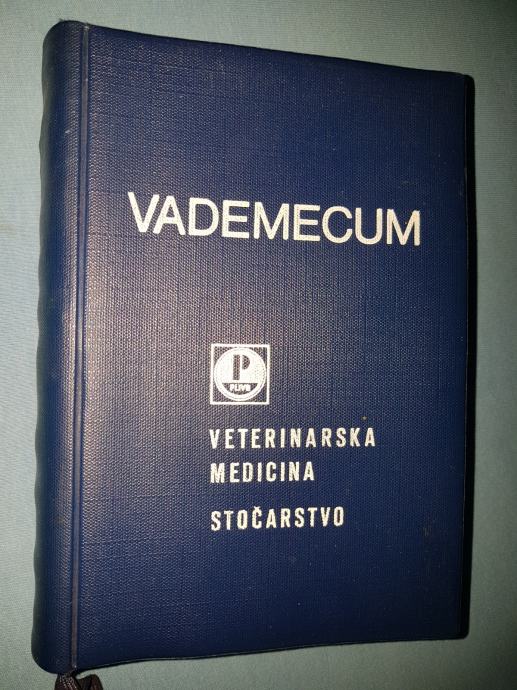 VADEMECUM
P
PLIVA
VETERINARSKA
MEDICINA
STOČARSTVO